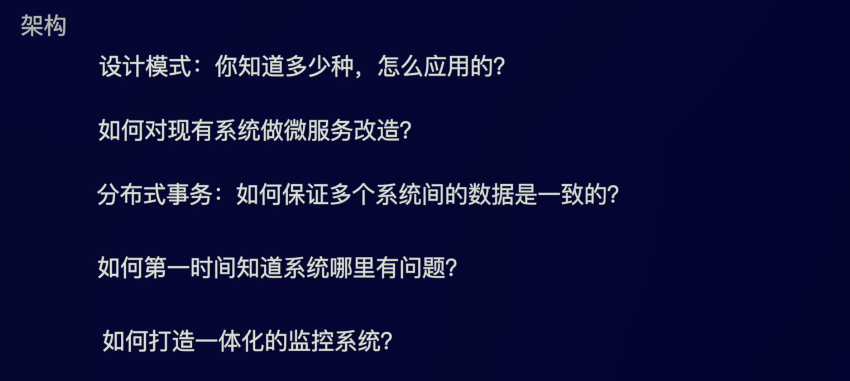 架构
设计模式：你知道多少种，怎么应用的？
如何对现有系统做微服务改造？
分布式事务：如何保证多个系统间的数据是一致的？
如何第一时间知道系统哪里有问题？
如何打造一体化的监控系统？